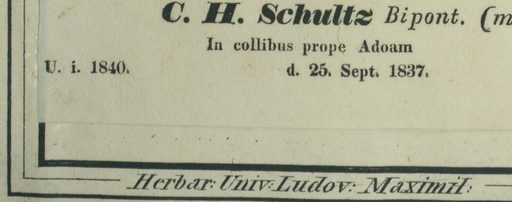 C. H. Schultz Bipont. (m
In collibus prope Adoam
U. i. 1840. d. 25. Sept. 1837.
Herbar: Univ: Ludov: Maximil: